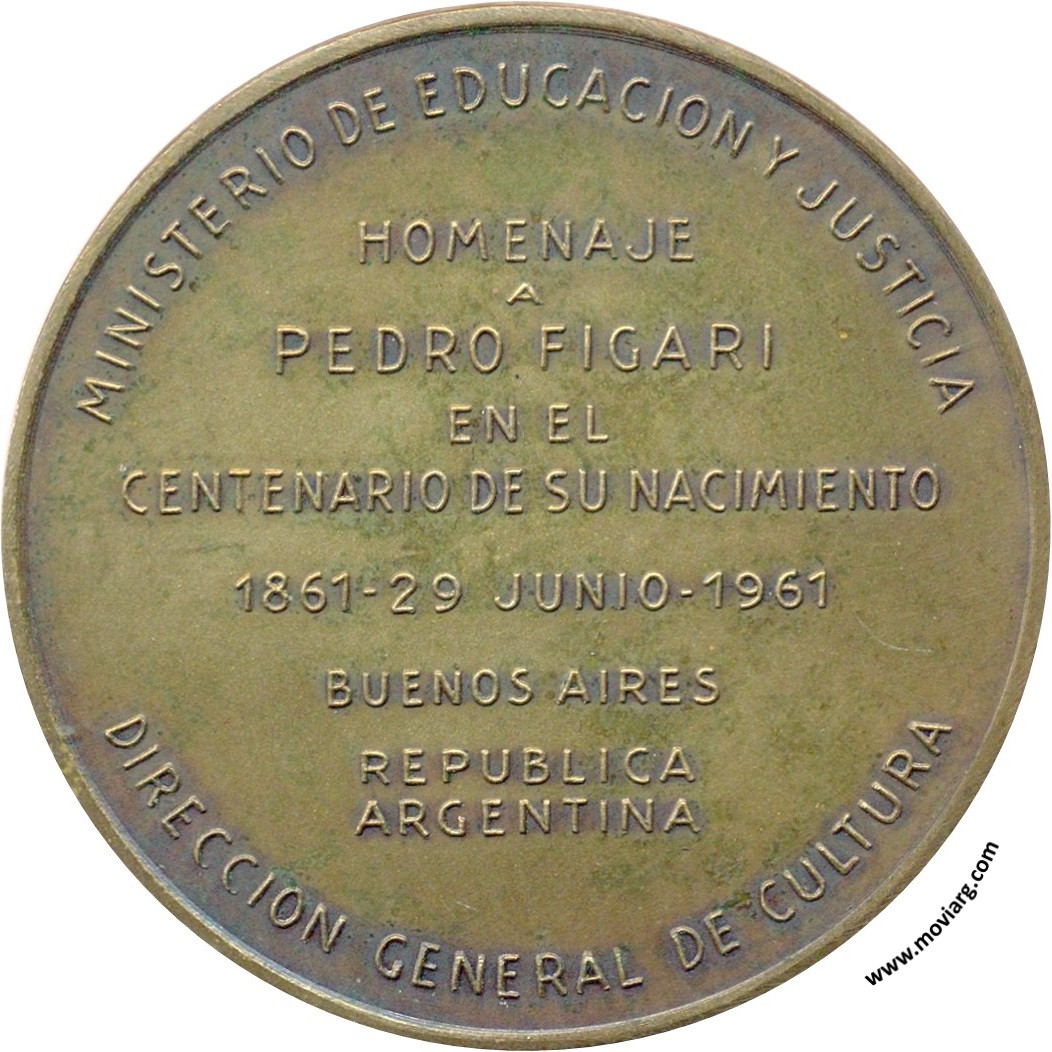 MINISTERIO DE EDUCACION Y JUSTICIA
HOMENAJE
A
PEDRO FIGARI
EN EL
CENTENARIO DE SU NACIMIENTO
1861-29 JUNIO-1961
BUENOS AIRES
REPUBLICA
ARGENTINA
DIRECCION GENERAL DE CULTURA
www.moviarg.com